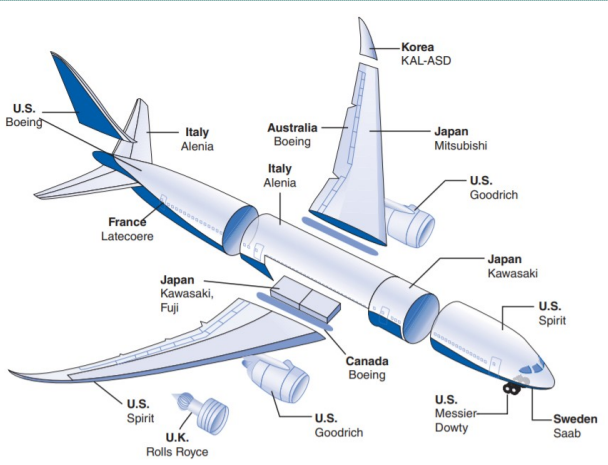 Korea
KAL-ASD
U.S.
Boeing
Italy
Alenia
Australia
Boeing
Japan
Mitsubishi
Italy
Alenia
U.S.
Goodrich
France
Latecoere
Japan
Kawasaki
Japan
Kawasaki,
Fuji
U.S.
Spirit
Canada
Boeing
U.S.
Spirit
U.K.
Rolls Royce
U.S.
Goodrich
U.S.
Messier
Dowty
Sweden
Saab